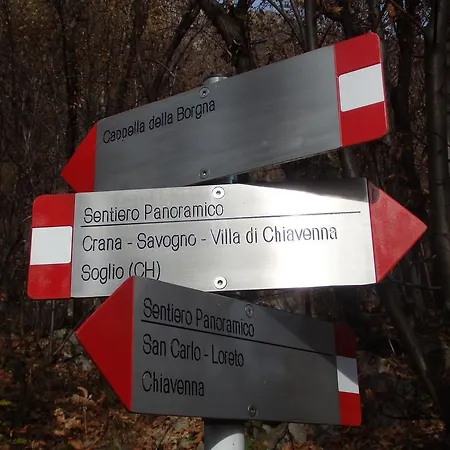 Cappella della Borgna
Sentiero Panoramico
Crana - Savogno - Villa di Chiavenna
Soglio (CH)
Sentiero Panoramico
San Carlo - Loreto
Chiavenna